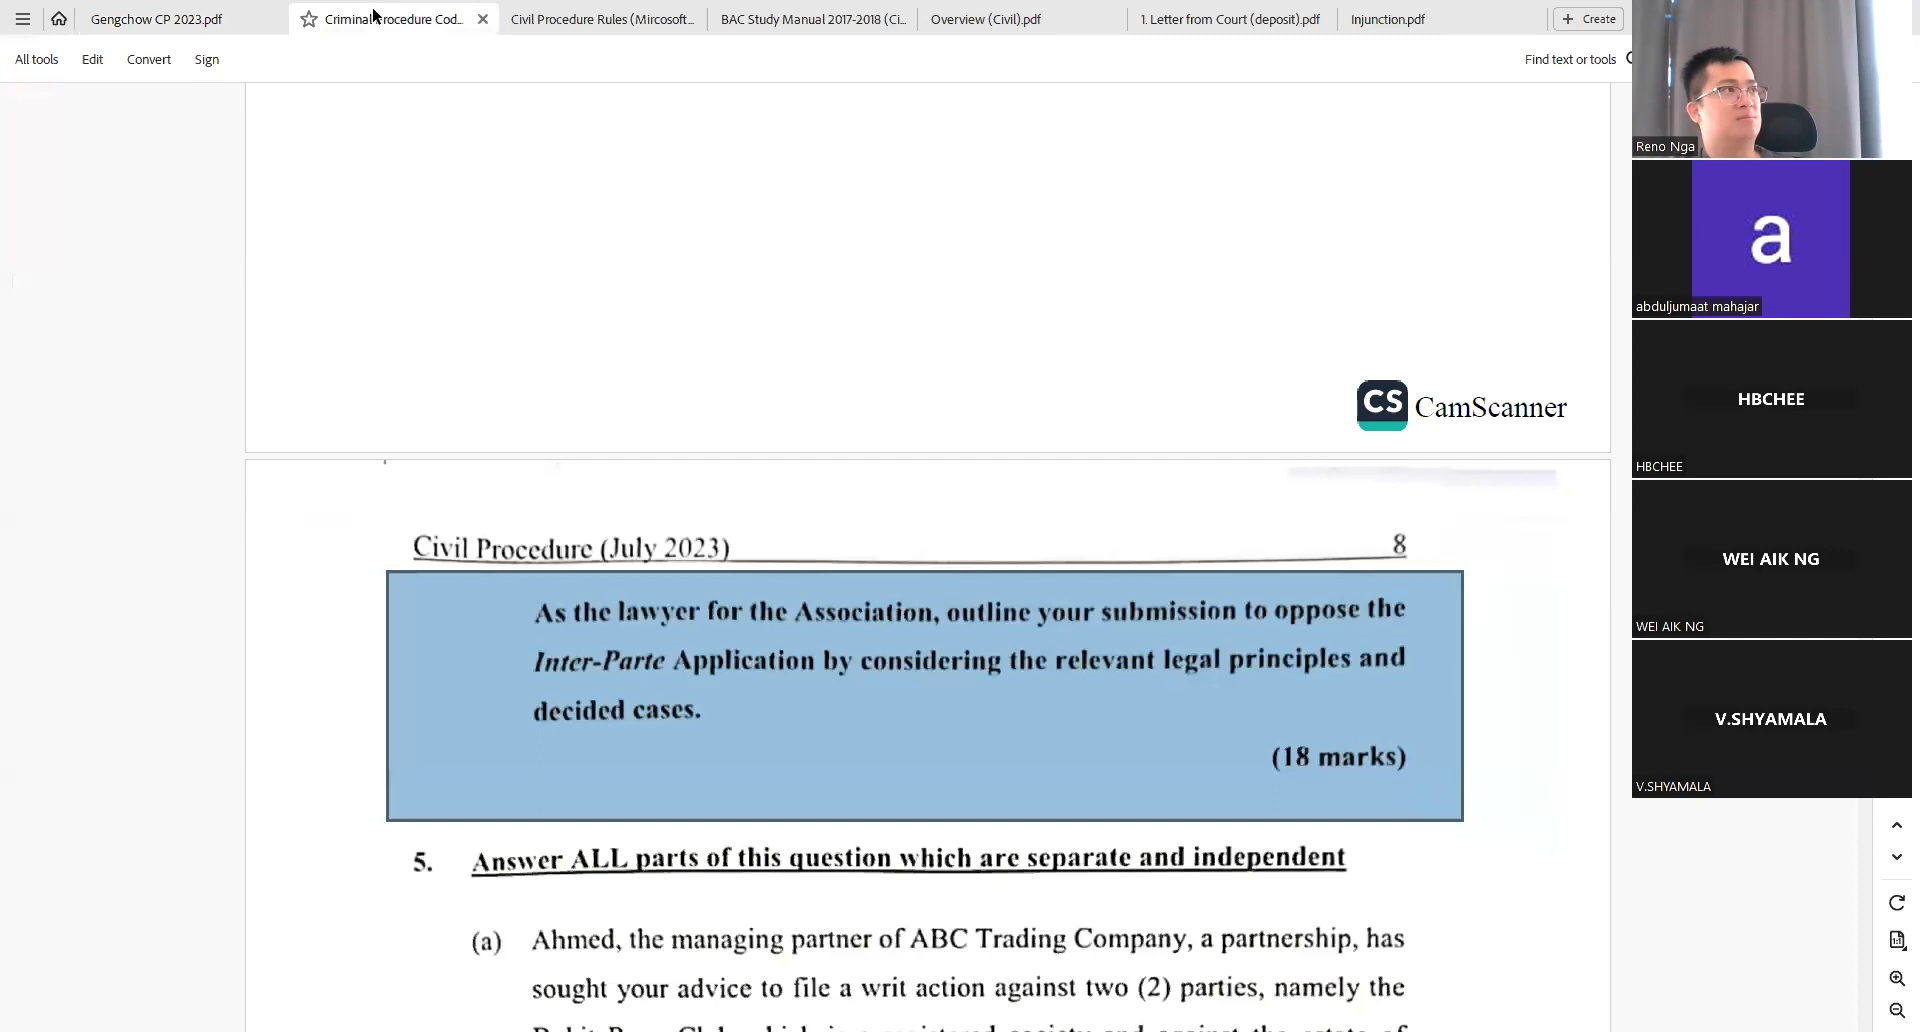 Gengchow CP 2023.pdf
Criminal Procedure Cod...
Civil Procedure Rules (Mircosoft...
BAC Study Manual 2017-2018 (Ci...
Overview (Civil).pdf
1. Letter from Court (deposit).pdf
Injunction.pdf
+ Create
All tools
Edit
Convert
Sign
Find text or tools
Reno Nga
a
abduljumaat mahajar
HBCHEE
HBCHEE
WEI AIK NG
WEI AIK NG
V.SHYAMALA
V.SHYAMALA
CS CamScanner
Civil Procedure (July 2023) 8
As the lawyer for the Association, outline your submission to oppose the
Inter-Parte Application by considering the relevant legal principles and
decided cases.
(18 marks)
5. Answer ALL parts of this question which are separate and independent
(a) Ahmed, the managing partner of ABC Trading Company, a partnership, has
sought your advice to file a writ action against two (2) parties, namely the